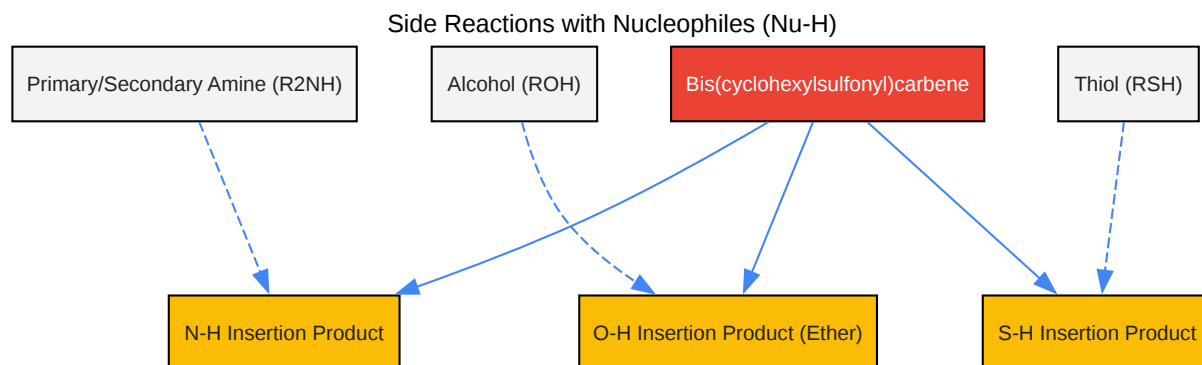 Side Reactions with Nucleophiles (Nu-H)
Primary/Secondary Amine (R2NH)
Alcohol (ROH)
Bis(cyclohexylsulfonyl)carbene
Thiol (RSH)
N-H Insertion Product
O-H Insertion Product (Ether)
S-H Insertion Product